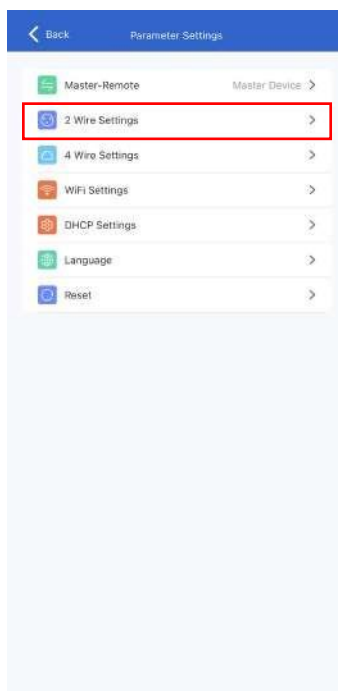 Back
Parameter Settings
Master-Remote Master Device
2 Wire Settings
4 Wire Settings
WiFi Settings
DHCP Settings
Language
Reset